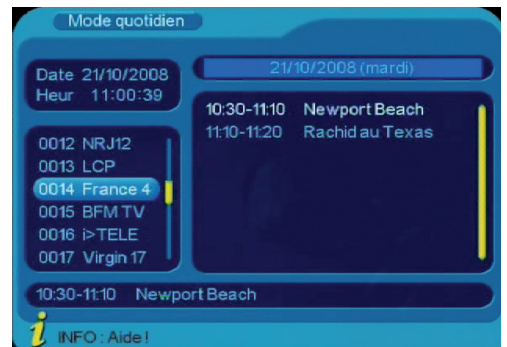 Mode quotidien
Date 21/10/2008
Heur 11:00:39
21/10/2008 (mardi)
10:30-11:10 Newport Beach
11:10-11:20 Rachid au Texas
0012 NRJ12
0013 LCP
0014 France 4
0015 BFM TV
0016 i>TELE
0017 Virgin 17
10:30-11:10 Newport Beach
i INFO : Aide !